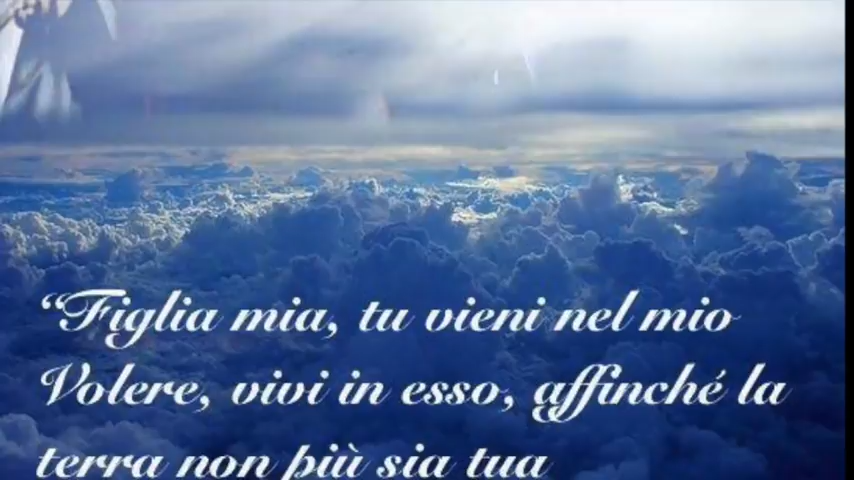 “Figlia mia, tu vieni nel mio
Volere, vivi in esso, affinché la
terra non più sia tua